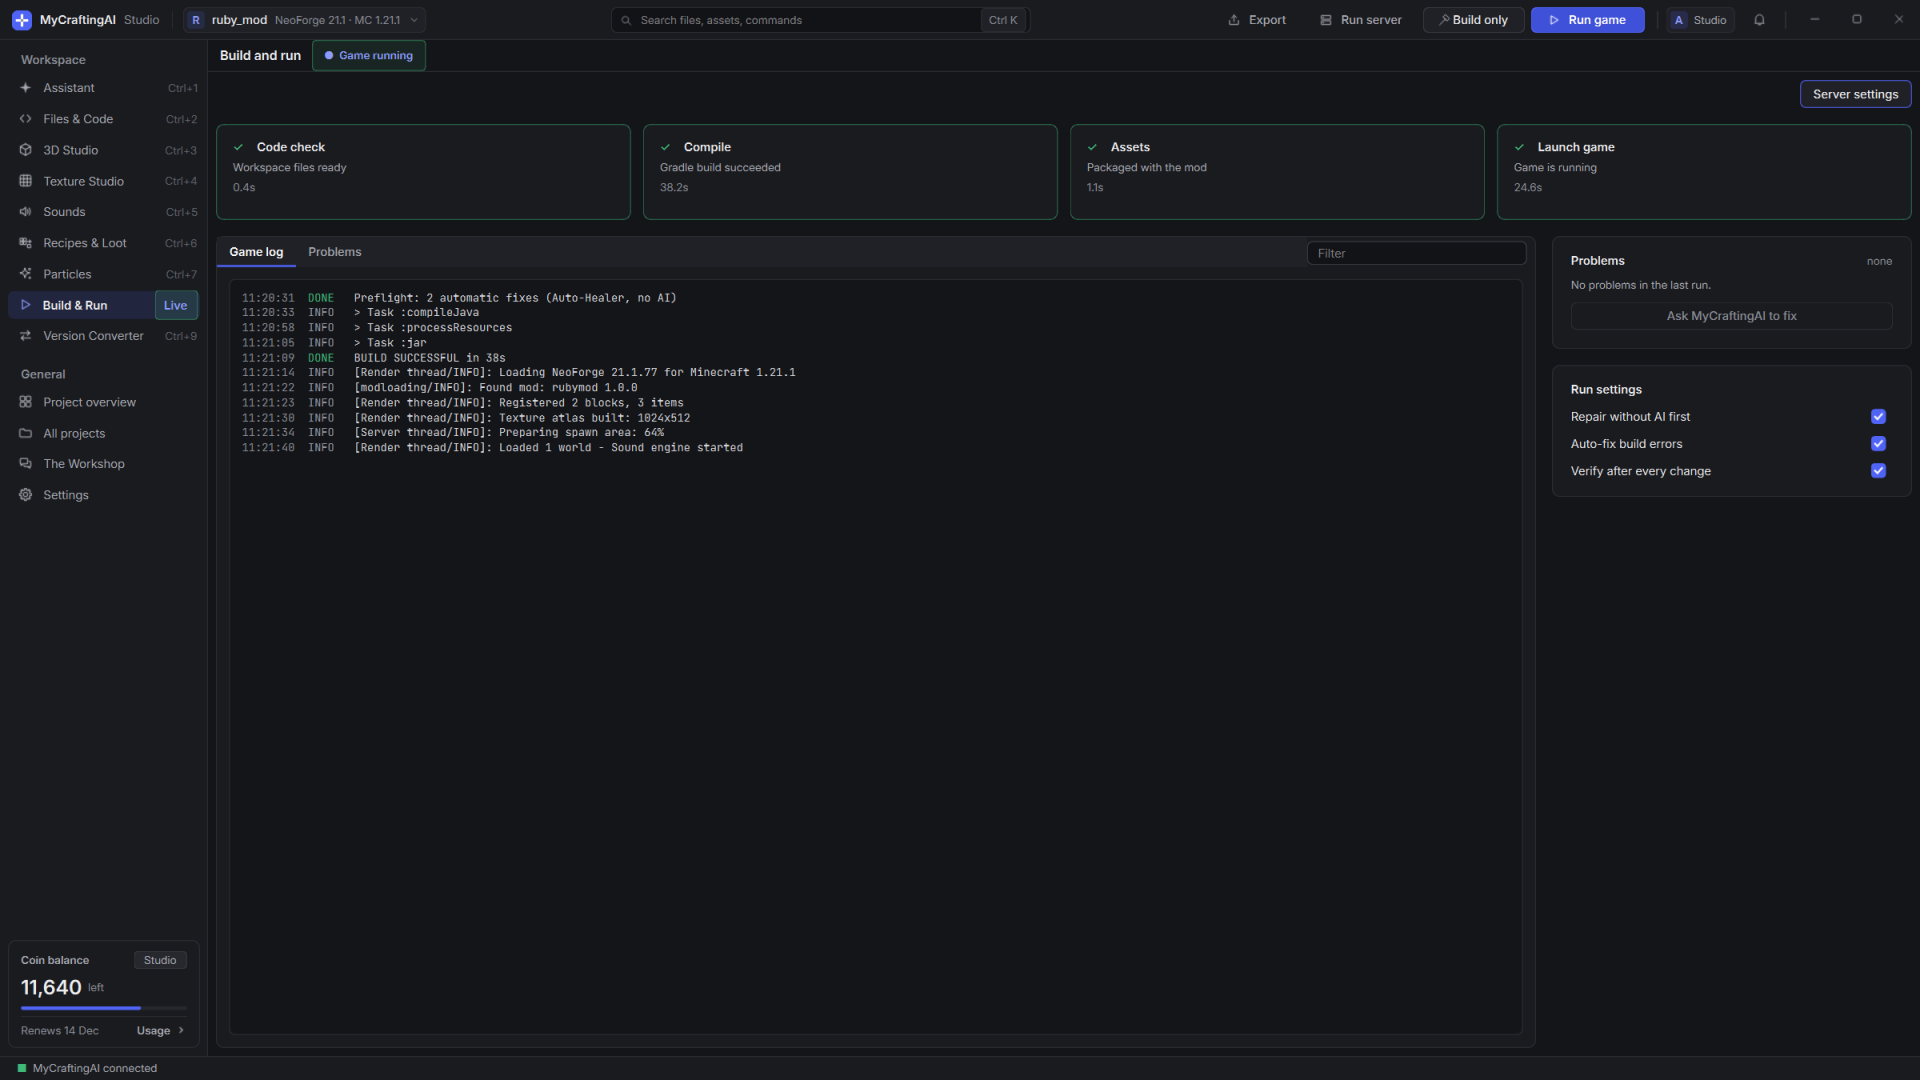 MyCraftingAI Studio
R ruby_mod NeoForge 21.1 · MC 1.21.1
Search files, assets, commands Ctrl K
Export
Run server
Build only
Run game
A Studio
Workspace
Assistant Ctrl+1
Files & Code Ctrl+2
3D Studio Ctrl+3
Texture Studio Ctrl+4
Sounds Ctrl+5
Recipes & Loot Ctrl+6
Particles Ctrl+7
Build & Run Live
Version Converter Ctrl+9
General
Project overview
All projects
The Workshop
Settings
Coin balance Studio
11,640 left
Renews 14 Dec Usage
MyCraftingAI connected
Build and run Game running
Server settings
Code check
Workspace files ready
0.4s
Compile
Gradle build succeeded
38.2s
Assets
Packaged with the mod
1.1s
Launch game
Game is running
24.6s
Game log Problems Filter
11:20:31 DONE Preflight: 2 automatic fixes (Auto-Healer, no AI)
11:20:33 INFO > Task :compileJava
11:20:58 INFO > Task :processResources
11:21:05 INFO > Task :jar
11:21:09 DONE BUILD SUCCESSFUL in 38s
11:21:14 INFO [Render thread/INFO]: Loading NeoForge 21.1.77 for Minecraft 1.21.1
11:21:22 INFO [modloading/INFO]: Found mod: rubymod 1.0.0
11:21:23 INFO [Render thread/INFO]: Registered 2 blocks, 3 items
11:21:30 INFO [Render thread/INFO]: Texture atlas built: 1024x512
11:21:34 INFO [Server thread/INFO]: Preparing spawn area: 64%
11:21:40 INFO [Render thread/INFO]: Loaded 1 world - Sound engine started
Problems none
No problems in the last run.
Ask MyCraftingAI to fix
Run settings
Repair without AI first
Auto-fix build errors
Verify after every change